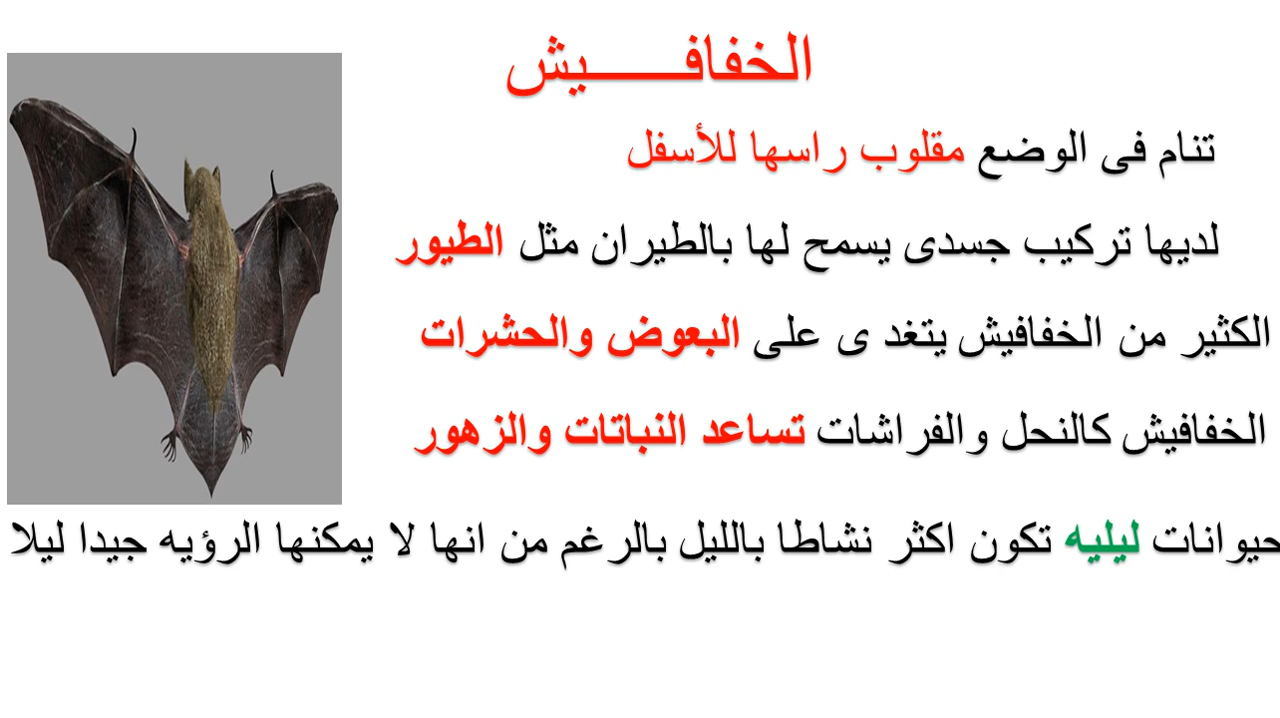 الخفافـــــيش
تنام فى الوضع مقلوب راسها للأسفل
لديها تركيب جسدى يسمح لها بالطيران مثل الطيور
الكثير من الخفافيش يتغد ى على البعوض والحشرات
الخفافيش كالنحل والفراشات تساعد النباتات والزهور
حيوانات ليليه تكون اكثر نشاطا بالليل بالرغم من انها لا يمكنها الرؤيه جيدا ليلا